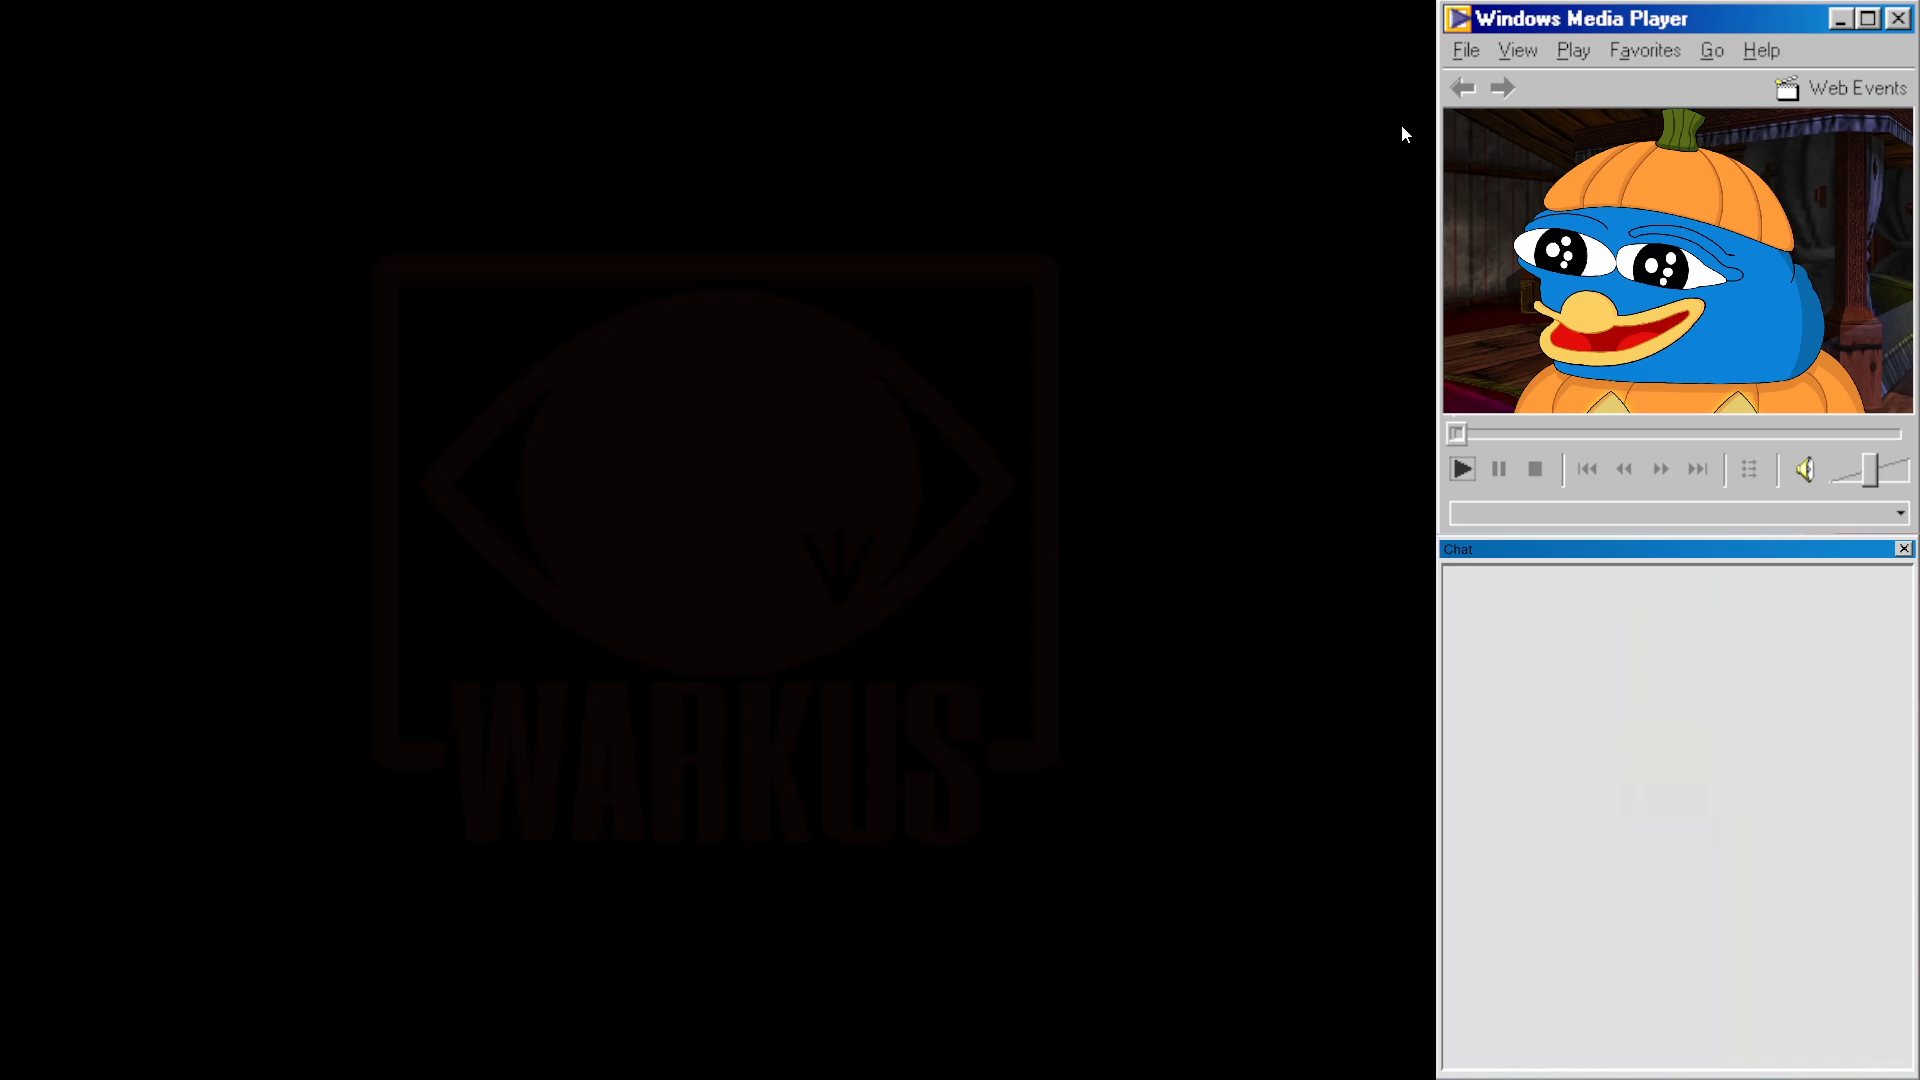 WARKUS
Windows Media Player
File View Play Favorites Go Help
Web Events
Chat